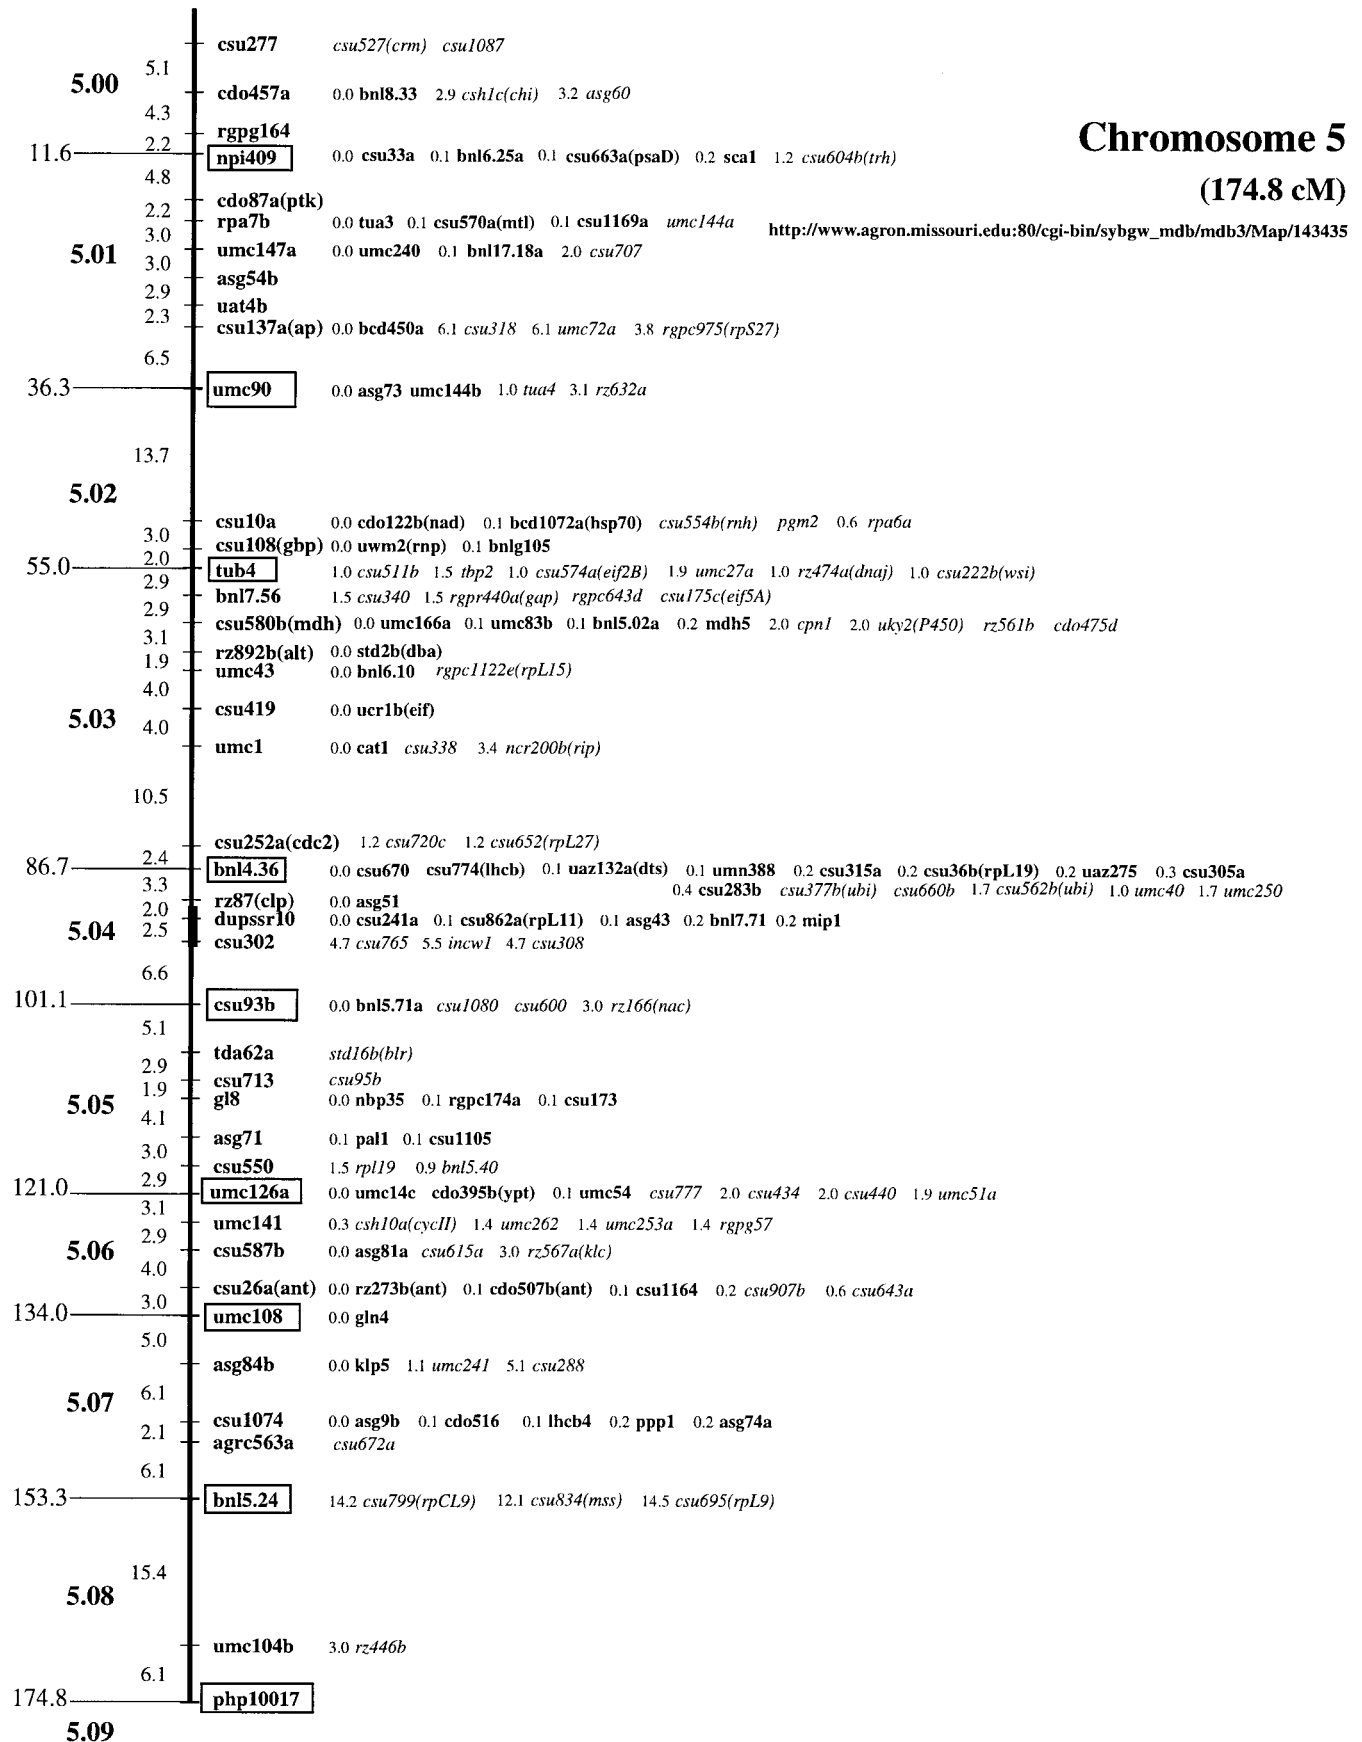 Chromosome 5
(174.8 cM)
http://www.agron.missouri.edu:80/cgi-bin/sybgw_mdb/mdb3/Map/143435
csu277 csu527(crm) csu1087
5.1
5.00
cdo457a 0.0 bnl8.33 2.9 csh1c(chi) 3.2 asg60
4.3
rgpg164
2.2
11.6 npi409 0.0 csu33a 0.1 bnl6.25a 0.1 csu663a(psaD) 0.2 sca1 1.2 csu604b(trh)
4.8
cdo87a(ptk)
2.2
rpa7b 0.0 tua3 0.1 csu570a(mtl) 0.1 csu1169a umc144a
3.0
5.01 umc147a 0.0 umc240 0.1 bnl17.18a 2.0 csu707
3.0
asg54b
2.9
uat4b
2.3
csu137a(ap) 0.0 bcd450a 6.1 csu318 6.1 umc72a 3.8 rgpc975(rpS27)
6.5
36.3 umc90 0.0 asg73 umc144b 1.0 tua4 3.1 rz632a
13.7
5.02
csu10a 0.0 cdo122b(nad) 0.1 bcd1072a(hsp70) csu554b(rnh) pgm2 0.6 rpa6a
3.0
csu108(gbp) 0.0 uwm2(rnp) 0.1 bnlg105
2.0
55.0 tub4 1.0 csu511b 1.5 tbp2 1.0 csu574a(eif2B) 1.9 umc27a 1.0 rz474a(dnaj) 1.0 csu222b(wsi)
2.9
bnl7.56 1.5 csu340 1.5 rgpr440a(gap) rgpc643d csu175c(eif5A)
2.9
csu580b(mdh) 0.0 umc166a 0.1 umc83b 0.1 bnl5.02a 0.2 mdh5 2.0 cpn1 2.0 uky2(P450) rz561b cdo475d
3.1
rz892b(alt) 0.0 std2b(dba)
1.9
umc43 0.0 bnl6.10 rgpc1122e(rpL15)
4.0
5.03 csu419 0.0 ucr1b(eif)
4.0
umc1 0.0 cat1 csu338 3.4 ncr200b(rip)
10.5
csu252a(cdc2) 1.2 csu720c 1.2 csu652(rpL27)
2.4
86.7 bnl4.36 0.0 csu670 csu774(lhcb) 0.1 uaz132a(dts) 0.1 umn388 0.2 csu315a 0.2 csu36b(rpL19) 0.2 uaz275 0.3 csu305a
3.3 0.4 csu283b csu377b(ubi) csu660b 1.7 csu562b(ubi) 1.0 umc40 1.7 umc250
rz87(clp) 0.0 asg51
2.0
dupssr10 0.0 csu241a 0.1 csu862a(rpL11) 0.1 asg43 0.2 bnl7.71 0.2 mip1
5.04 2.5
csu302 4.7 csu765 5.5 incw1 4.7 csu308
6.6
101.1 csu93b 0.0 bnl5.71a csu1080 csu600 3.0 rz166(nac)
5.1
tda62a std16b(blr)
2.9
csu713 csu95b
1.9
5.05 gl8 0.0 nbp35 0.1 rgpc174a 0.1 csu173
4.1
asg71 0.1 pal1 0.1 csu1105
3.0
csu550 1.5 rpl19 0.9 bnl5.40
2.9
121.0 umc126a 0.0 umc14c cdo395b(ypt) 0.1 umc54 csu777 2.0 csu434 2.0 csu440 1.9 umc51a
3.1
umc141 0.3 csh10a(cycII) 1.4 umc262 1.4 umc253a 1.4 rgpg57
2.9
5.06 csu587b 0.0 asg81a csu615a 3.0 rz567a(klc)
4.0
csu26a(ant) 0.0 rz273b(ant) 0.1 cdo507b(ant) 0.1 csu1164 0.2 csu907b 0.6 csu643a
3.0
134.0 umc108 0.0 gln4
5.0
asg84b 0.0 klp5 1.1 umc241 5.1 csu288
6.1
5.07
csu1074 0.0 asg9b 0.1 cdo516 0.1 lhcb4 0.2 ppp1 0.2 asg74a
2.1
agrc563a csu672a
6.1
153.3 bnl5.24 14.2 csu799(rpCL9) 12.1 csu834(mss) 14.5 csu695(rpL9)
15.4
5.08
umc104b 3.0 rz446b
6.1
174.8 php10017
5.09